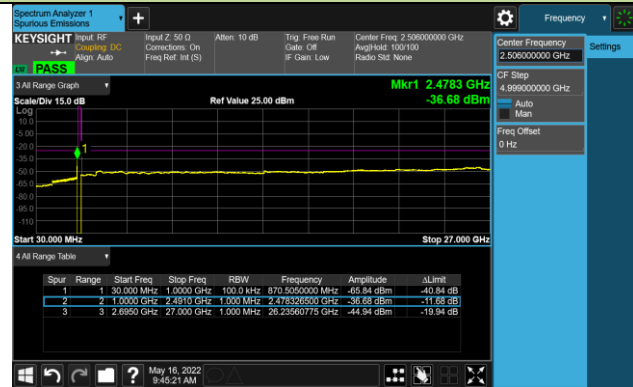 Spectrum Analyzer 1
Spurious Emissions
Frequency
KEYSIGHT Input: RF Input Z: 50 Ω Atten: 10 dB Trig: Free Run Center Freq: 2.506000000 GHz
Coupling: DC Corrections: On Gate: Off Avg|Hold: 100/100
Align: Auto Freq Ref: Int (S) IF Gain: Low Radio Std: None
PASS
Center Frequency
2.506000000 GHz
Settings
CF Step
4.999000000 GHz
Auto
Man
Freq Offset
0 Hz
3 All Range Graph
Mkr1 2.4783 GHz
Scale/Div 15.0 dB Ref Value 25.00 dBm -36.68 dBm
Log
10.0
-5.00
-20.0
-35.0
-50.0
-65.0
-80.0
-95.0
-110
1
Start 30.000 MHz Stop 27.000 GHz
4 All Range Table
Spur Range Start Freq Stop Freq RBW Frequency Amplitude ΔLimit
1 1 30.000 MHz 1.0000 GHz 100.0 kHz 870.5050000 MHz -65.84 dBm -40.84 dB
2 2 1.0000 GHz 2.4910 GHz 1.000 MHz 2.478326500 GHz -36.68 dBm -11.68 dB
3 3 2.6950 GHz 27.000 GHz 1.000 MHz 26.23560775 GHz -44.94 dBm -19.94 dB
May 16, 2022
9:45:21 AM